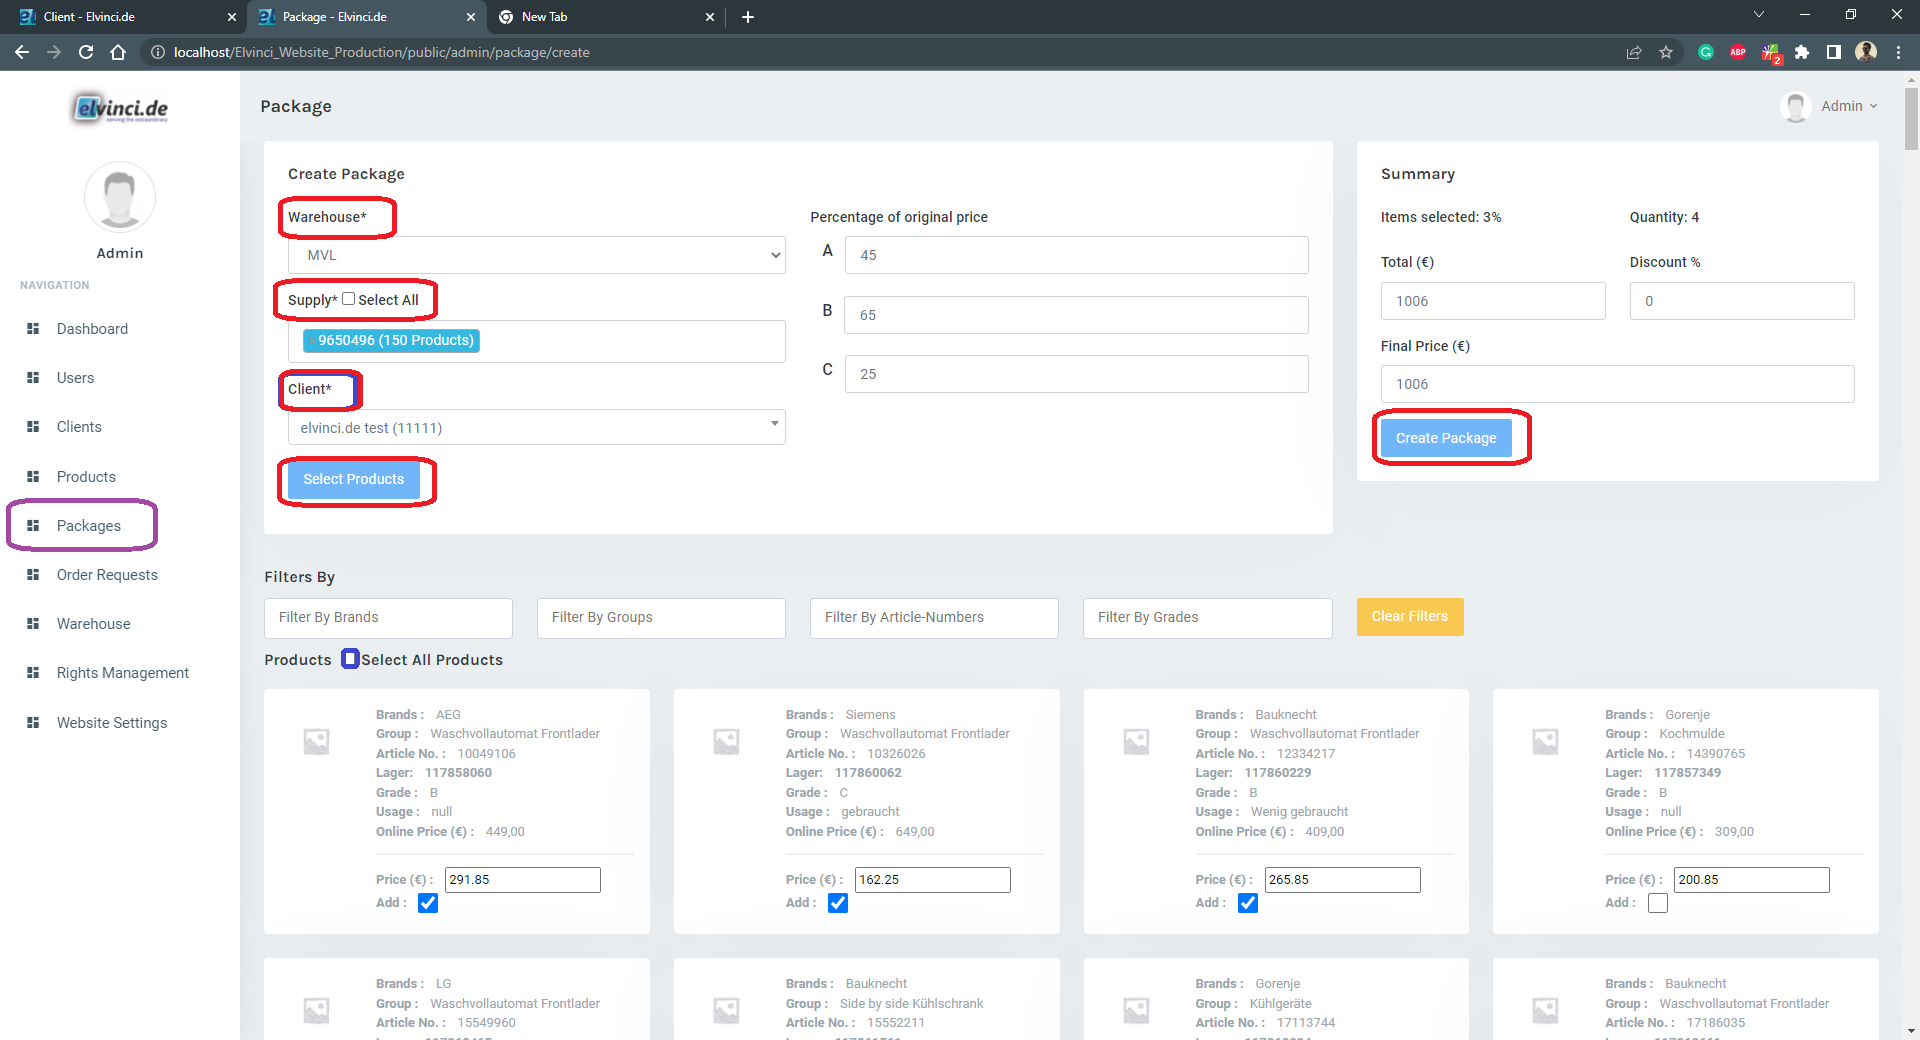 Client - Elvinci.de
Package - Elvinci.de
New Tab
localhost/Elvinci_Website_Production/public/admin/package/create
ABP
2
elvinci.de
serving the extraordinary
Package
Admin
Admin
NAVIGATION
Dashboard
Users
Clients
Products
Packages
Order Requests
Warehouse
Rights Management
Website Settings
Create Package
Warehouse*
MVL
Supply* Select All
×9650496 (150 Products)
Client*
elvinci.de test (11111)
Select Products
Percentage of original price
A 45
B 65
C 25
Summary
Items selected: 3% Quantity: 4
Total (€) Discount %
1006 0
Final Price (€)
1006
Create Package
Filters By
Filter By Brands Filter By Groups Filter By Article-Numbers Filter By Grades Clear Filters
Products Select All Products
Brands : AEG
Group : Waschvollautomat Frontlader
Article No. : 10049106
Lager: 117858060
Grade : B
Usage : null
Online Price (€) : 449,00
Price (€) : 291.85
Add :
Brands : Siemens
Group : Waschvollautomat Frontlader
Article No. : 10326026
Lager: 117860062
Grade : C
Usage : gebraucht
Online Price (€) : 649,00
Price (€) : 162.25
Add :
Brands : Bauknecht
Group : Waschvollautomat Frontlader
Article No. : 12334217
Lager: 117860229
Grade : B
Usage : Wenig gebraucht
Online Price (€) : 409,00
Price (€) : 265.85
Add :
Brands : Gorenje
Group : Kochmulde
Article No. : 14390765
Lager: 117857349
Grade : B
Usage : null
Online Price (€) : 309,00
Price (€) : 200.85
Add :
Brands : LG
Group : Waschvollautomat Frontlader
Article No. : 15549960
Brands : Bauknecht
Group : Side by side Kühlschrank
Article No. : 15552211
Brands : Gorenje
Group : Kühlgeräte
Article No. : 17113744
Brands : Bauknecht
Group : Waschvollautomat Frontlader
Article No. : 17186035